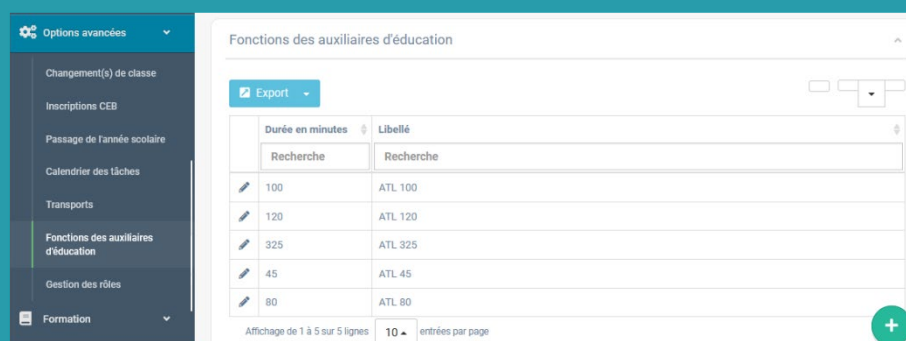 Options avancées
Changement(s) de classe
Inscriptions CEB
Passage de l'année scolaire
Calendrier des tâches
Transports
Fonctions des auxiliaires
d'éducation
Gestion des rôles
Formation
Fonctions des auxiliaires d'éducation
Export
Durée en minutes Libellé
Recherche Recherche
100 ATL 100
120 ATL 120
325 ATL 325
45 ATL 45
80 ATL 80
Affichage de 1 à 5 sur 5 lignes 10 entrées par page